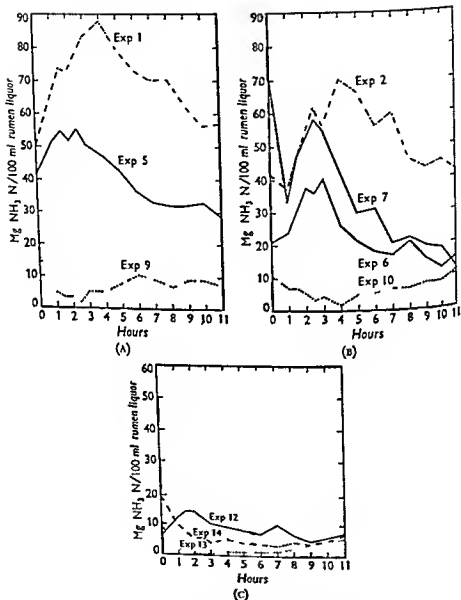 90
80
70
60
50
40
30
20
10
0
Mg NH3 N/100 ml rumen liquor
Exp 1
Exp 5
Exp 9
0 1 2 3 4 5 6 7 8 9 10 11
Hours
(A)
90
80
70
60
50
40
30
20
10
0
Mg NH3 N/100 ml rumen liquor
Exp 2
Exp 7
Exp 6
Exp 10
0 1 2 3 4 5 6 7 8 9 10 11
Hours
(B)
60
50
40
30
20
10
0
Mg NH3 N/100 ml rumen liquor
Exp 12
Exp 14
Exp 13
0 1 2 3 4 5 6 7 8 9 10 11
Hours
(C)